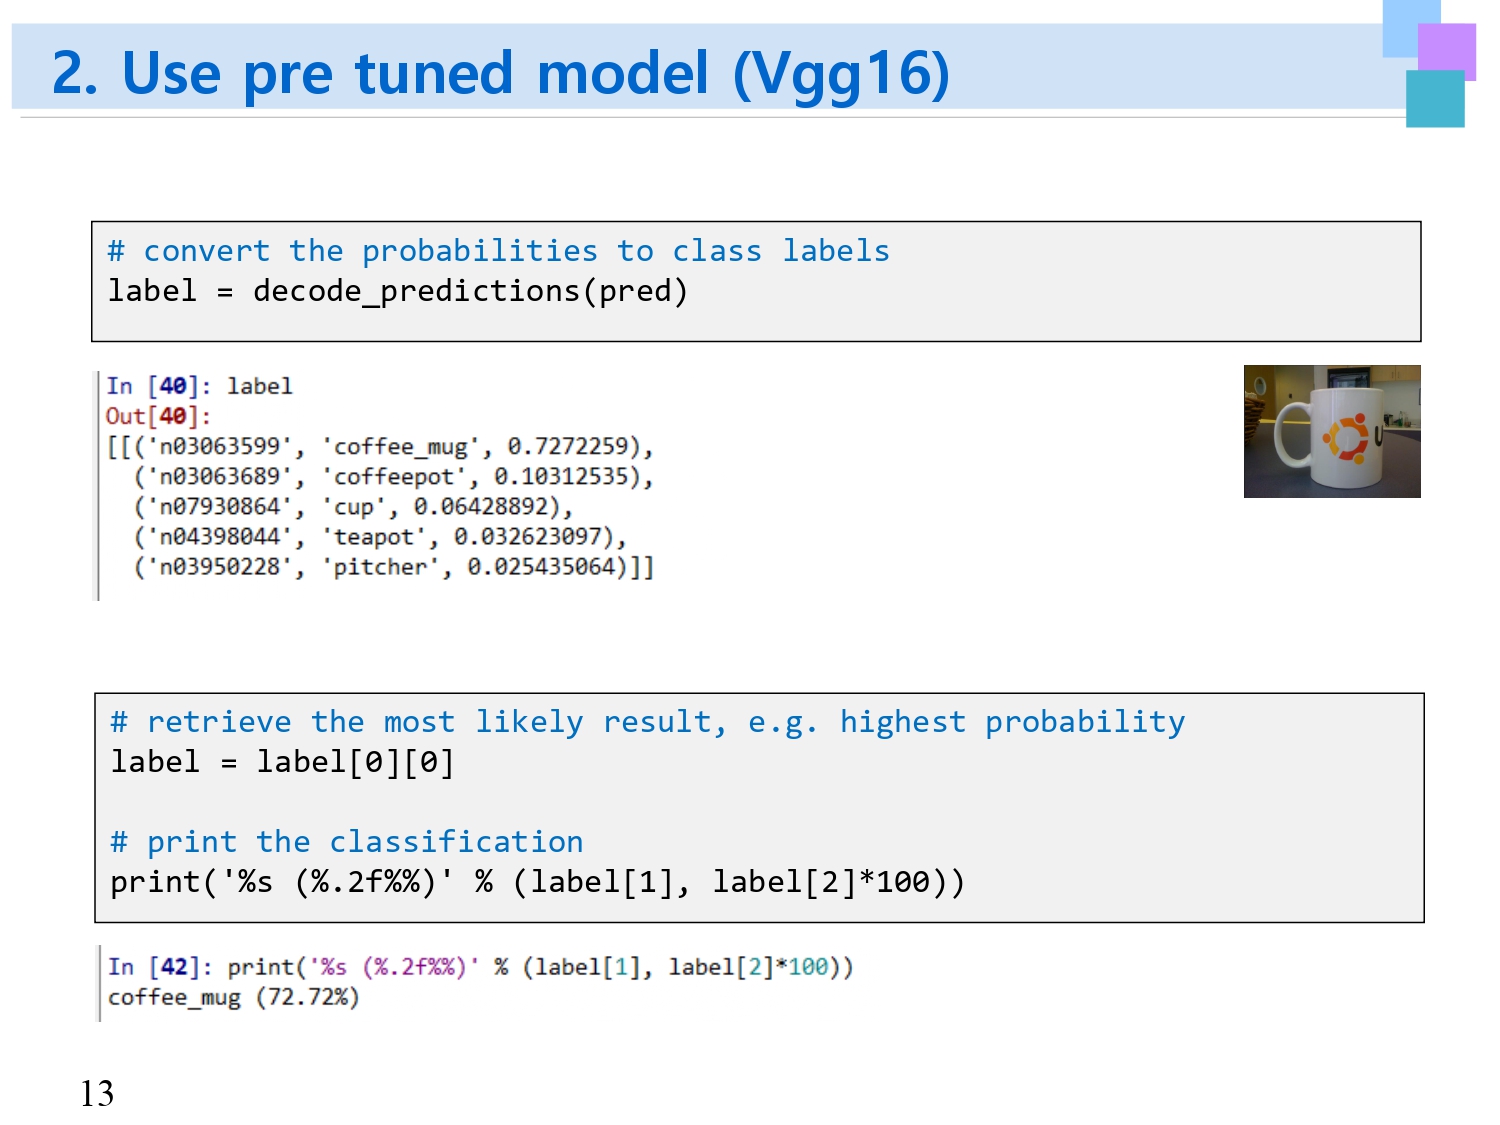 2. Use pre tuned model (Vgg16)
# convert the probabilities to class labels
label = decode_predictions(pred)
In [40]: label
Out[40]:
[[('n03063599', 'coffee_mug', 0.7272259),
('n03063689', 'coffeepot', 0.10312535),
('n07930864', 'cup', 0.06428892),
('n04398044', 'teapot', 0.032623097),
('n03950228', 'pitcher', 0.025435064)]]
u
# retrieve the most likely result, e.g. highest probability
label = label[0][0]
# print the classification
print('%s (%.2f%%)' % (label[1], label[2]*100))
In [42]: print('%s (%.2f%%)' % (label[1], label[2]*100))
coffee_mug (72.72%)
13